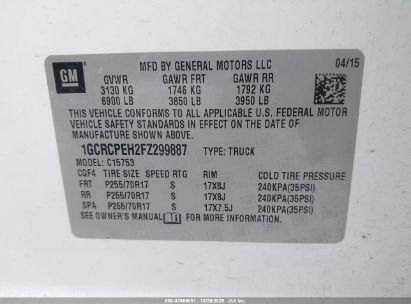 GM
MFD BY GENERAL MOTORS LLC 04/15
GVWR GAWR FRT GAWR RR
3130 KG 1746 KG 1792 KG
6900 LB 3850 LB 3950 LB
THIS VEHICLE CONFORMS TO ALL APPLICABLE U.S. FEDERAL MOTOR
VEHICLE SAFETY STANDARDS IN EFFECT ON THE DATE OF
MANUFACTURE SHOWN ABOVE.
1GCRCPEH2FZ299887 TYPE: TRUCK
MODEL: C15753
CQF4 TIRE SIZE SPEED RTG RIM COLD TIRE PRESSURE
FRT P255/70R17 S 17X8J 240KPA(35PSI)
RR P255/70R17 S 17X8J 240KPA(35PSI)
SPA P255/70R17 S 17X7.5J 240KPA(35PSI)
SEE OWNER'S MANUAL FOR MORE INFORMATION.